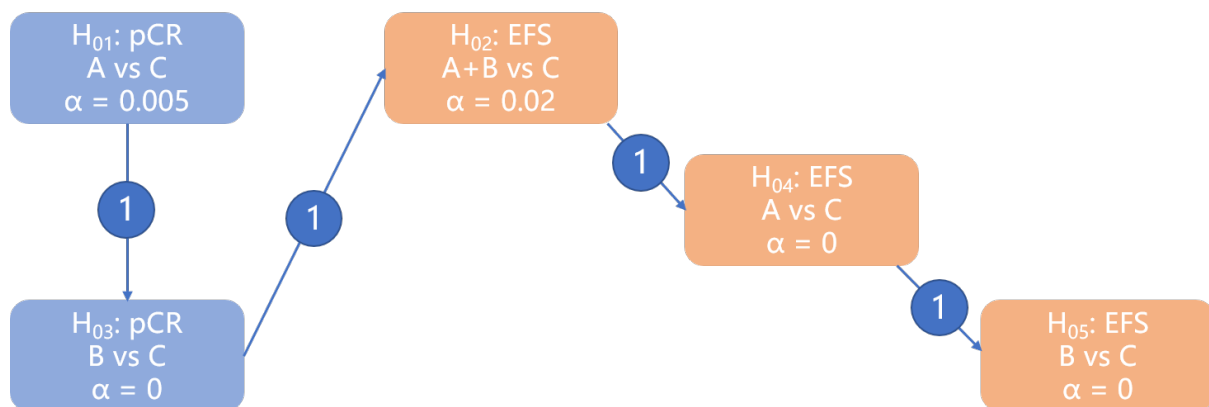 H₀₁: pCR
A vs C
α = 0.005
1
H₀₃: pCR
B vs C
α = 0
1
H₀₂: EFS
A+B vs C
α = 0.02
1
H₀₄: EFS
A vs C
α = 0
1
H₀₅: EFS
B vs C
α = 0